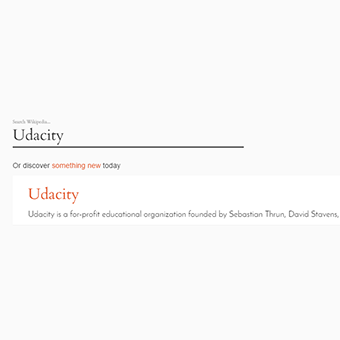 Search Wikipedia...
Udacity
Or discover something new today
Udacity
Udacity is a for-profit educational organization founded by Sebastian Thrun, David Stavens,